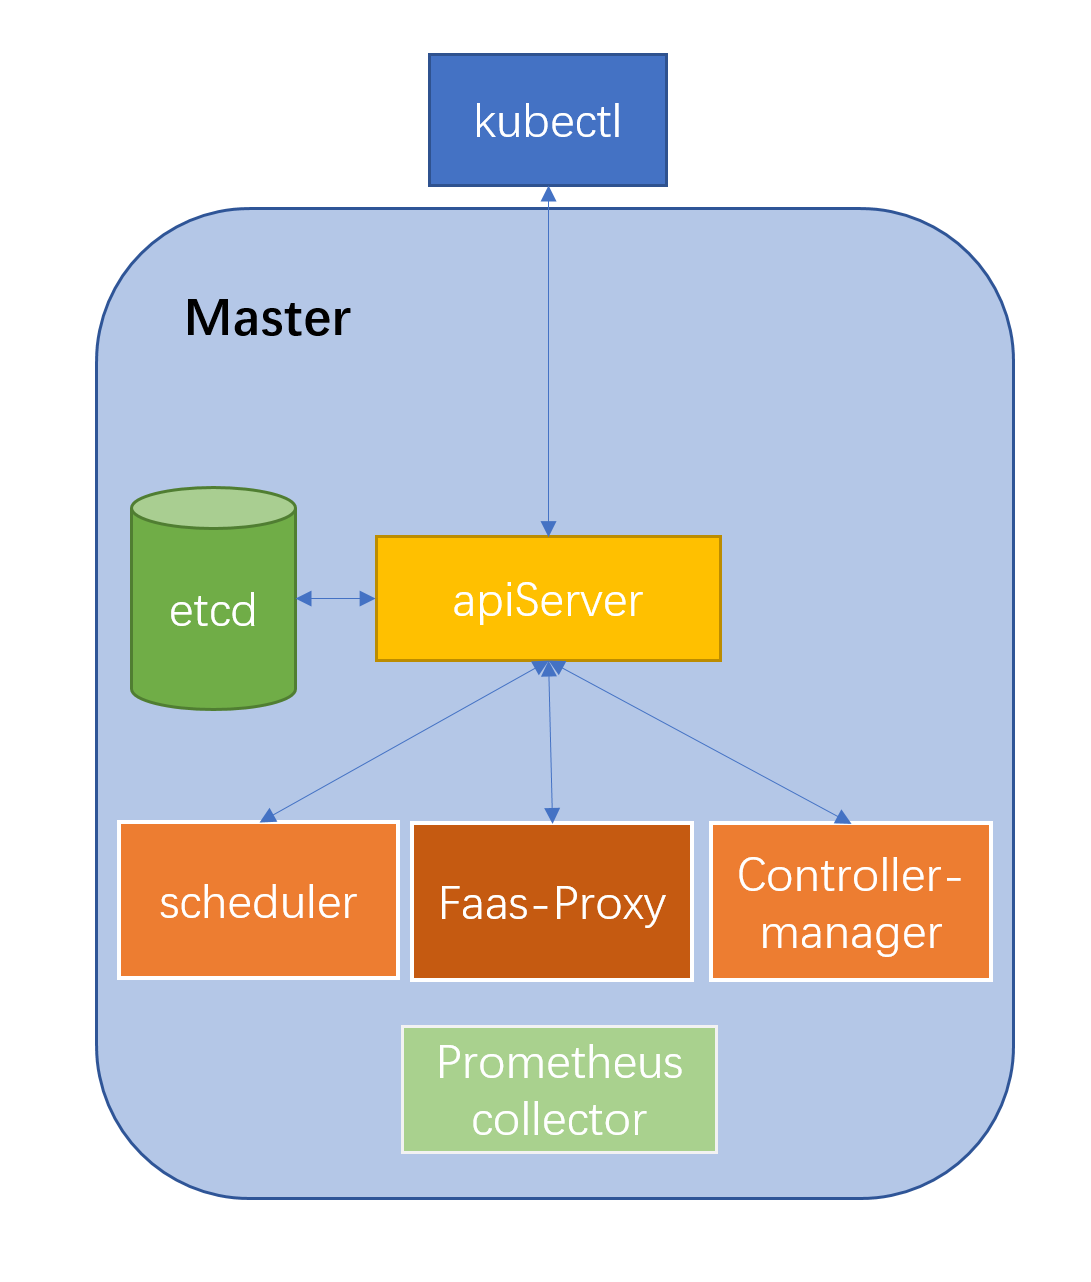 kubectl
Master
etcd
apiServer
scheduler
Faas-Proxy
Controller-
manager
Prometheus
collector